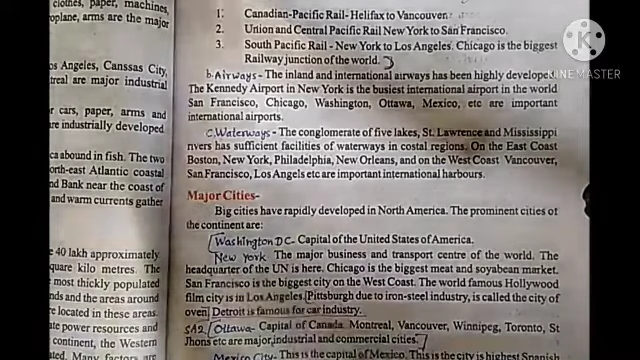 clothes, paper, machines,
roplane, arms are the major
os Angeles, Canssas City,
treal are major industrial
r cars, paper, arms and
re industrially developed
ca abound in fish. The two
orth-east Atlantic coastal
nd Bank near the coast of
and warm currents gather
e 40 lakh approximately
quare kilo metres. The
most thickly populated
nds and the areas around
re located in these areas.
ate power resources and
continent, the Western
ated. Many factors are
1. Canadian-Pacific Rail- Helifax to Vancouver.
2. Union and Central Pacific Rail New York to San Francisco.
3. South Pacific Rail - New York to Los Angeles. Chicago is the biggest
Railway junction of the world.
b. Airways - The inland and international airways has been highly developed.
The Kennedy Airport in New York is the busiest international airport in the world
San Francisco, Chicago, Washington, Ottawa, Mexico, etc are important
international airports.
C. Waterways - The conglomerate of five lakes, St. Lawrence and Mississippi
rivers has sufficient facilities of waterways in costal regions. On the East Coast
Boston, New York, Philadelphia, New Orleans, and on the West Coast Vancouver,
San Francisco, Los Angels etc are important international harbours.
Major Cities-
Big cities have rapidly developed in North America. The prominent cities of
the continent are:
Washington DC - Capital of the United States of America.
New York The major business and transport centre of the world. The
headquarter of the UN is here. Chicago is the biggest meat and soyabean market.
San Francisco is the biggest city on the West Coast. The world famous Hollywood
film city is in Los Angeles. Pittsburgh due to iron-steel industry, is called the city of
oven Detroit is famous for car industry.
SA2 Ottawa - Capital of Canada. Montreal, Vancouver, Winnipeg, Toronto, St
Jhons etc are major industrial and commercial cities.
Mexico City - This is the capital of Mexico. This is the city is highest Spanish
KINEMASTER